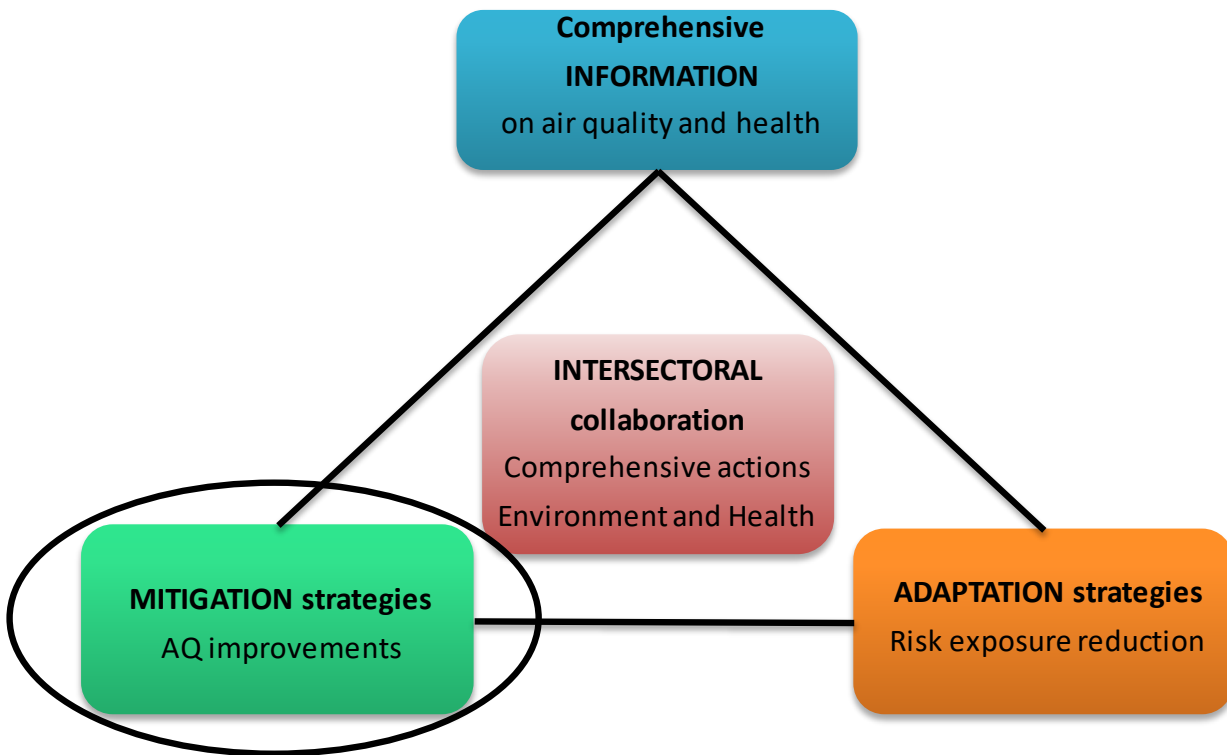 Comprehensive
INFORMATION
on air quality and health
INTERSECTORAL
collaboration
Comprehensive actions
Environment and Health
MITIGATION strategies
AQ improvements
ADAPTATION strategies
Risk exposure reduction